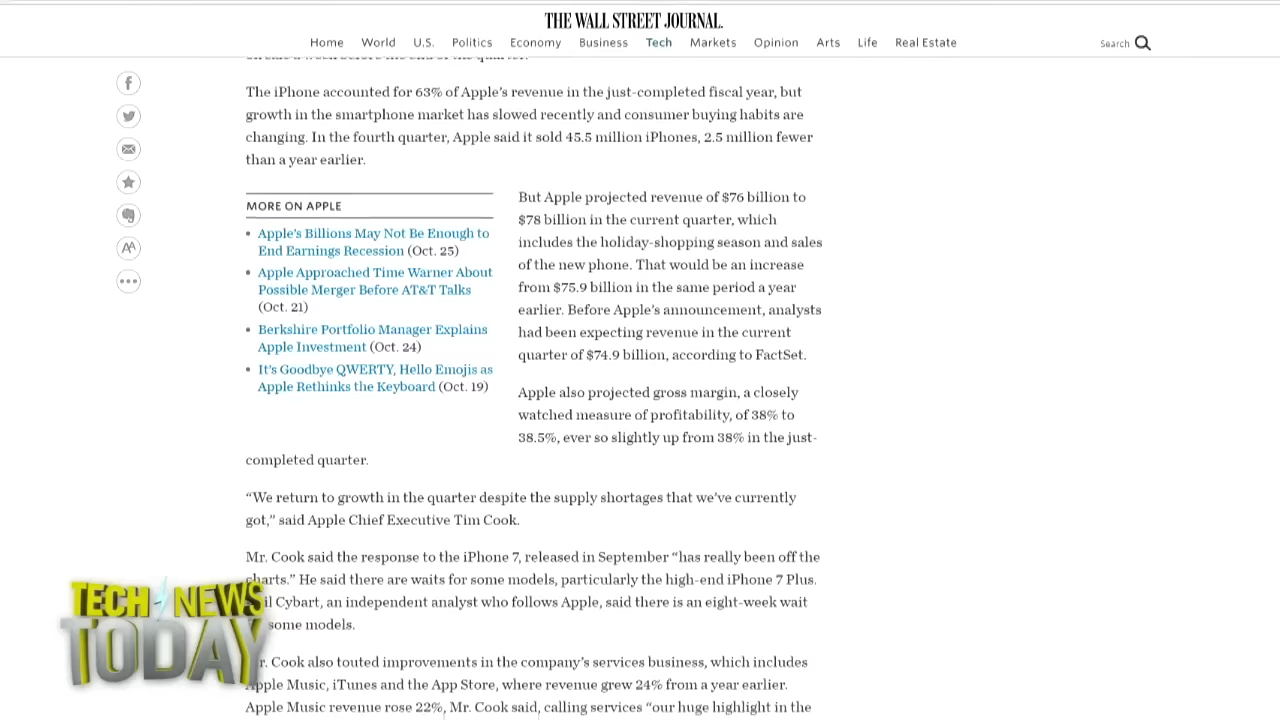 THE WALL STREET JOURNAL.
Home World U.S. Politics Economy Business Tech Markets Opinion Arts Life Real Estate
Search
The iPhone accounted for 63% of Apple's revenue in the just-completed fiscal year, but
growth in the smartphone market has slowed recently and consumer buying habits are
changing. In the fourth quarter, Apple said it sold 45.5 million iPhones, 2.5 million fewer
than a year earlier.
MORE ON APPLE
• Apple's Billions May Not Be Enough to
End Earnings Recession (Oct. 25)
• Apple Approached Time Warner About
Possible Merger Before AT&T Talks
(Oct. 21)
• Berkshire Portfolio Manager Explains
Apple Investment (Oct. 24)
• It's Goodbye QWERTY, Hello Emojis as
Apple Rethinks the Keyboard (Oct. 19)
But Apple projected revenue of $76 billion to
$78 billion in the current quarter, which
includes the holiday-shopping season and sales
of the new phone. That would be an increase
from $75.9 billion in the same period a year
earlier. Before Apple's announcement, analysts
had been expecting revenue in the current
quarter of $74.9 billion, according to FactSet.
Apple also projected gross margin, a closely
watched measure of profitability, of 38% to
38.5%, ever so slightly up from 38% in the just-
completed quarter.
“We return to growth in the quarter despite the supply shortages that we've currently
got,” said Apple Chief Executive Tim Cook.
Mr. Cook said the response to the iPhone 7, released in September “has really been off the
charts.” He said there are waits for some models, particularly the high-end iPhone 7 Plus.
il Cybart, an independent analyst who follows Apple, said there is an eight-week wait
some models.
r. Cook also touted improvements in the company's services business, which includes
Apple Music, iTunes and the App Store, where revenue grew 24% from a year earlier.
Apple Music revenue rose 22%, Mr. Cook said, calling services “our huge highlight in the
TECH NEWS
TODAY